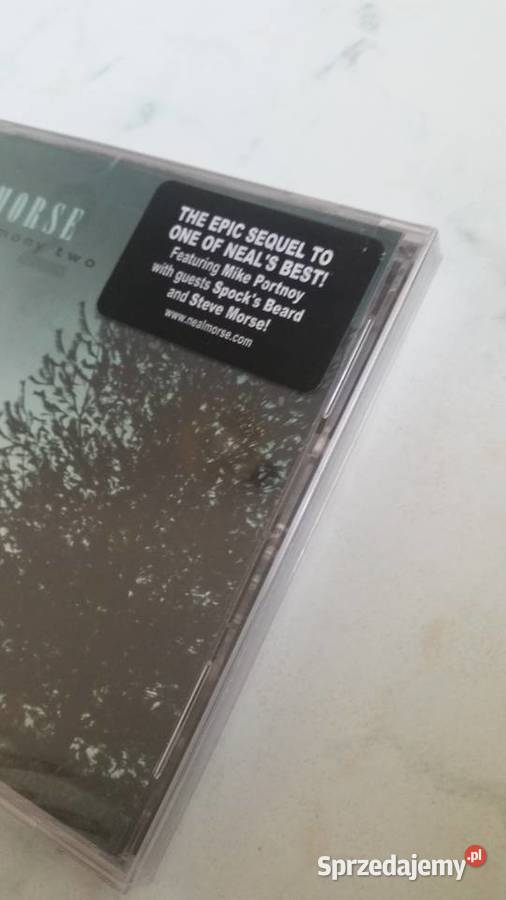 MORSE
mony two
THE EPIC SEQUEL TO
ONE OF NEAL'S BEST!
Featuring Mike Portnoy
with guests Spock's Beard
and Steve Morse!
www.nealmorse.com
Sprzedajemy.pl